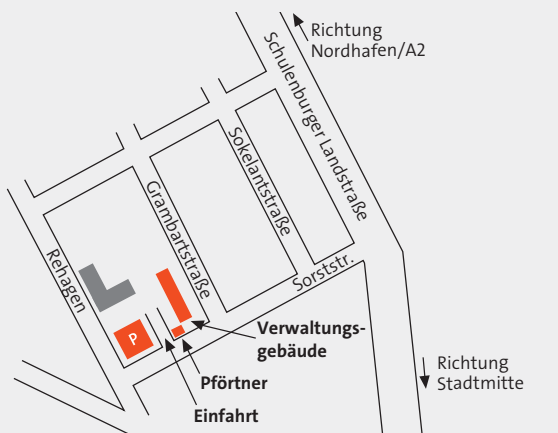 Richtung
Nordhafen/A2
Schulenburger Landstraße
Sokelantstraße
Grambartstraße
Rehagen
Sorststr.
P
Verwaltungs-
gebäude
Pförtner
Einfahrt
Richtung
Stadtmitte